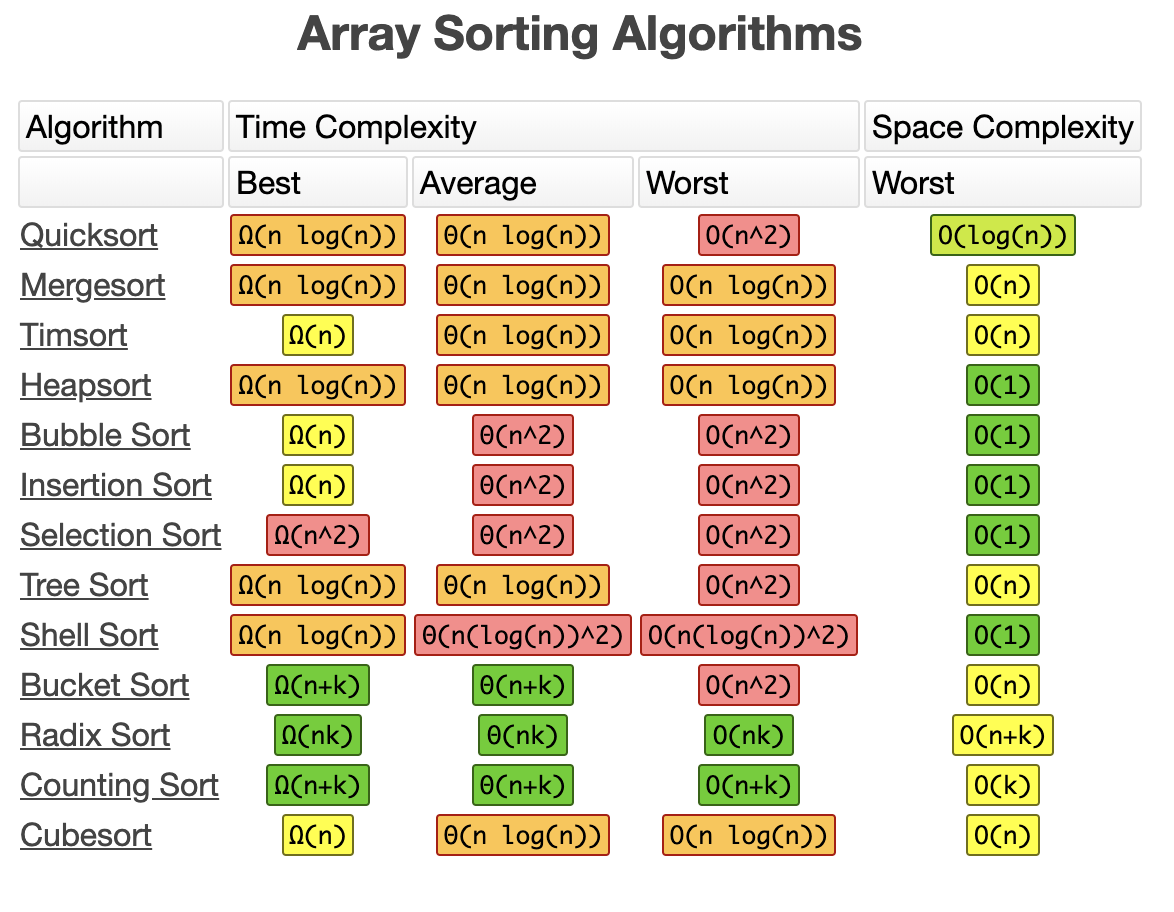 Array Sorting Algorithms
Algorithm Time Complexity Space Complexity
Best Average Worst Worst
Quicksort Ω(n log(n)) Θ(n log(n)) O(n^2) O(log(n))
Mergesort Ω(n log(n)) Θ(n log(n)) O(n log(n)) O(n)
Timsort Ω(n) Θ(n log(n)) O(n log(n)) O(n)
Heapsort Ω(n log(n)) Θ(n log(n)) O(n log(n)) O(1)
Bubble Sort Ω(n) Θ(n^2) O(n^2) O(1)
Insertion Sort Ω(n) Θ(n^2) O(n^2) O(1)
Selection Sort Ω(n^2) Θ(n^2) O(n^2) O(1)
Tree Sort Ω(n log(n)) Θ(n log(n)) O(n^2) O(n)
Shell Sort Ω(n log(n)) Θ(n(log(n))^2) O(n(log(n))^2) O(1)
Bucket Sort Ω(n+k) Θ(n+k) O(n^2) O(n)
Radix Sort Ω(nk) Θ(nk) O(nk) O(n+k)
Counting Sort Ω(n+k) Θ(n+k) O(n+k) O(k)
Cubesort Ω(n) Θ(n log(n)) O(n log(n)) O(n)